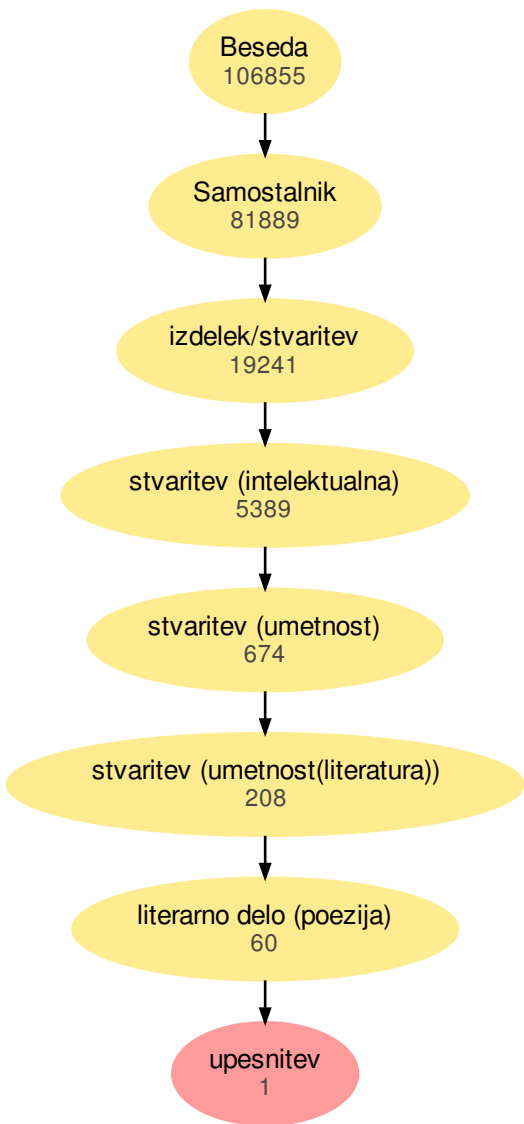 Beseda
106855
Samostalnik
81889
izdelek/stvaritev
19241
stvaritev (intelektualna)
5389
stvaritev (umetnost)
674
stvaritev (umetnost(literatura))
208
literarno delo (poezija)
60
upesnitev
1